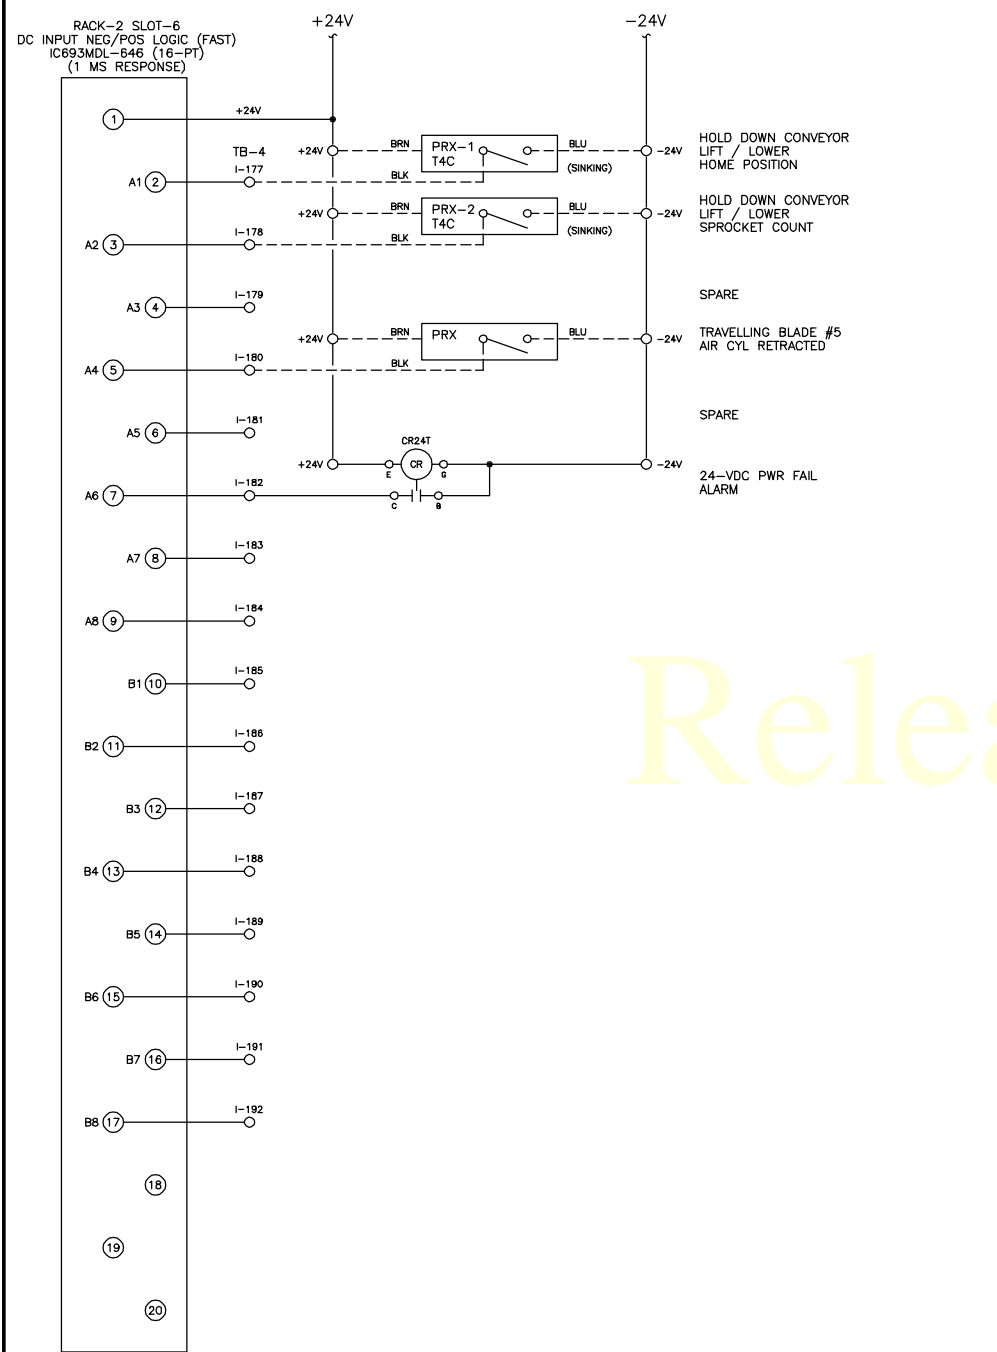 +24V
-24V
RACK-2 SLOT-6
DC INPUT NEG/POS LOGIC (FAST)
IC693MDL-646 (16-PT)
(1 MS RESPONSE)
1
+24V
TB-4
+24V
BRN
PRX-1
T4C
BLU
(SINKING)
-24V
HOLD DOWN CONVEYOR
LIFT / LOWER
HOME POSITION
A1 2
I-177
BLK
+24V
BRN
PRX-2
T4C
BLU
(SINKING)
-24V
HOLD DOWN CONVEYOR
LIFT / LOWER
SPROCKET COUNT
A2 3
I-178
BLK
A3 4
I-179
SPARE
+24V
BRN
PRX
BLU
-24V
TRAVELLING BLADE #5
AIR CYL RETRACTED
A4 5
I-180
BLK
A5 6
I-181
SPARE
CR24T
+24V
E
CR
G
-24V
24-VDC PWR FAIL
ALARM
A6 7
I-182
C
B
A7 8
I-183
A8 9
I-184
B1 10
I-185
B2 11
I-186
B3 12
I-187
B4 13
I-188
B5 14
I-189
B6 15
I-190
B7 16
I-191
B8 17
I-192
18
19
20